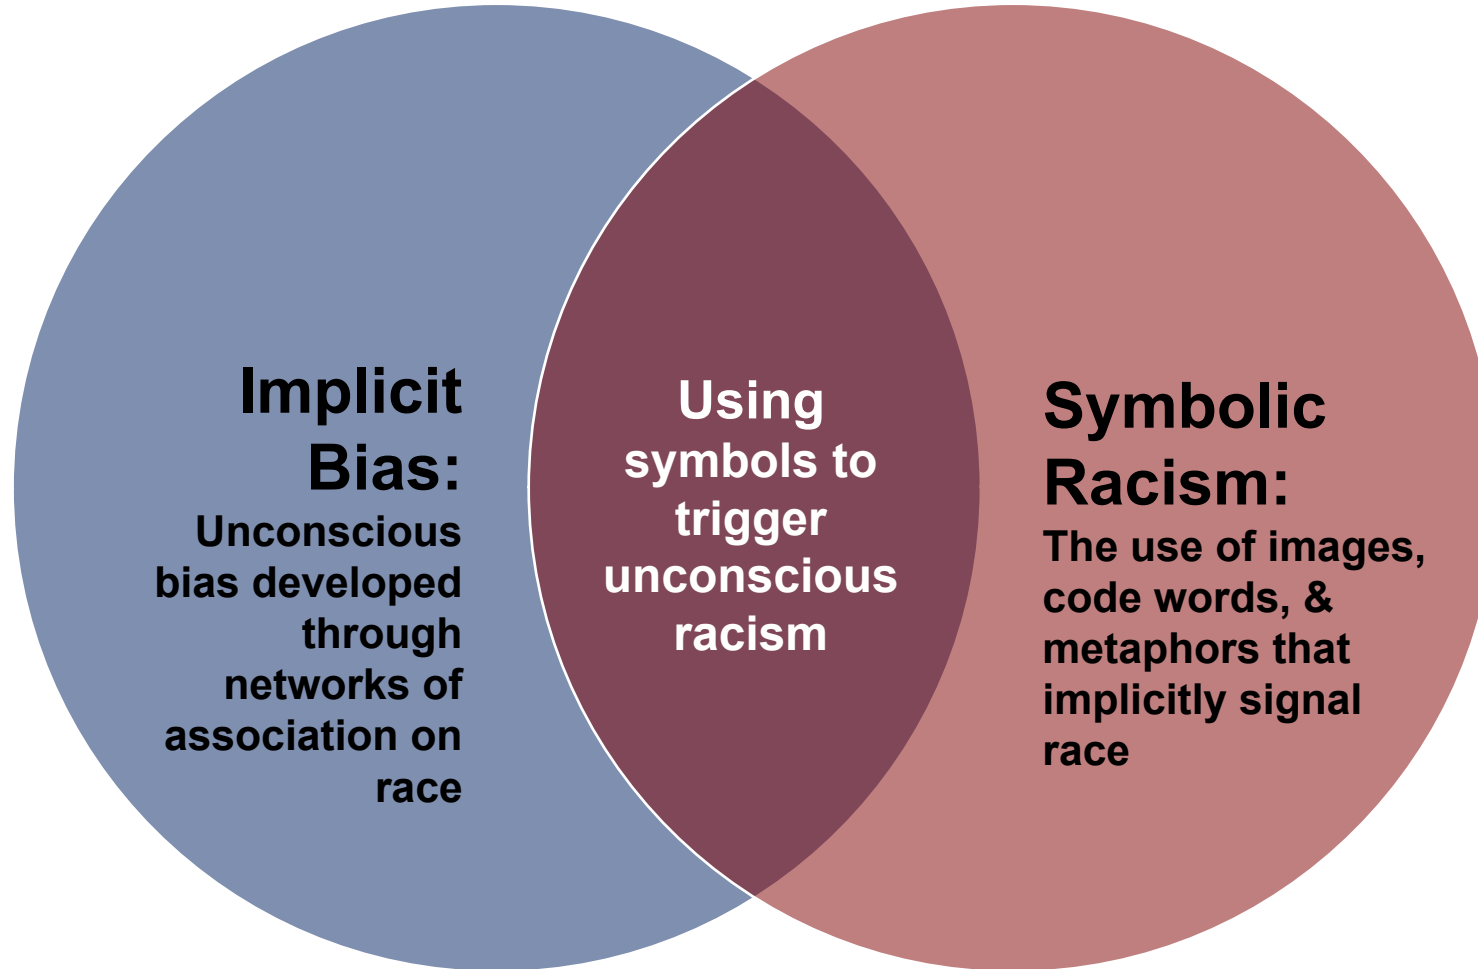 Implicit
Bias:
Unconscious
bias developed
through
networks of
association on
race
Using
symbols to
trigger
unconscious
racism
Symbolic
Racism:
The use of images,
code words, &
metaphors that
implicitly signal
race